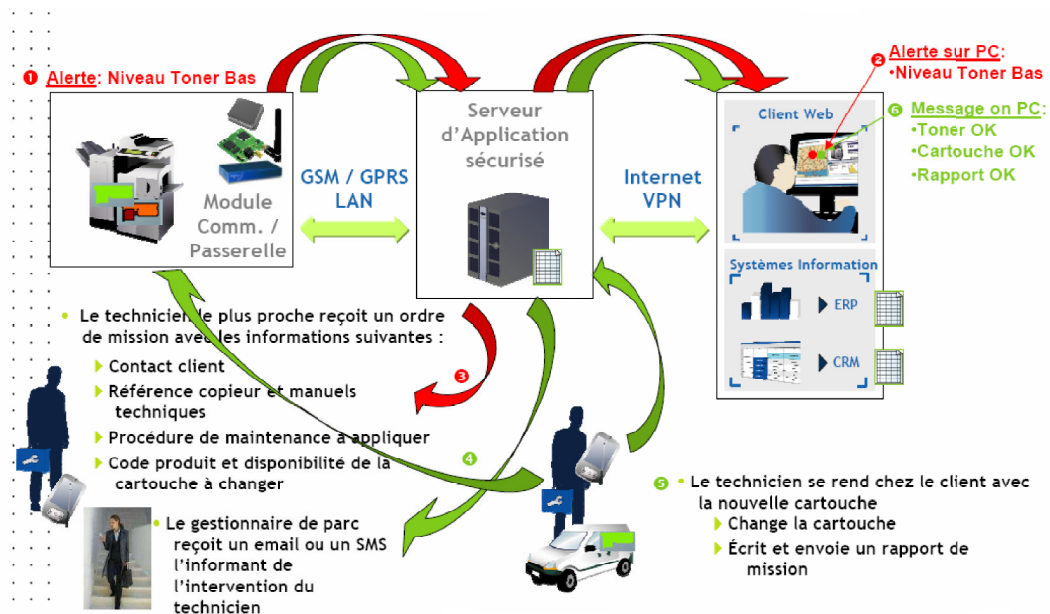 ❶ Alerte: Niveau Toner Bas
Module
Comm. /
Passerelle
GSM / GPRS
LAN
Serveur
d'Application
sécurisé
Internet
VPN
Client Web
❷ Alerte sur PC:
•Niveau Toner Bas
❻ Message on PC:
•Toner OK
•Cartouche OK
•Rapport OK
Systèmes Information
ERP
CRM
• Le technicien le plus proche reçoit un ordre
de mission avec les informations suivantes :
Contact client
Référence copieur et manuels
techniques
Procédure de maintenance à appliquer
Code produit et disponibilité de la
cartouche à changer
❸
❹
• Le gestionnaire de parc
reçoit un email ou un SMS
l'informant de
l'intervention du
technicien
❺ • Le technicien se rend chez le client avec
la nouvelle cartouche
Change la cartouche
Écrit et envoie un rapport de
mission